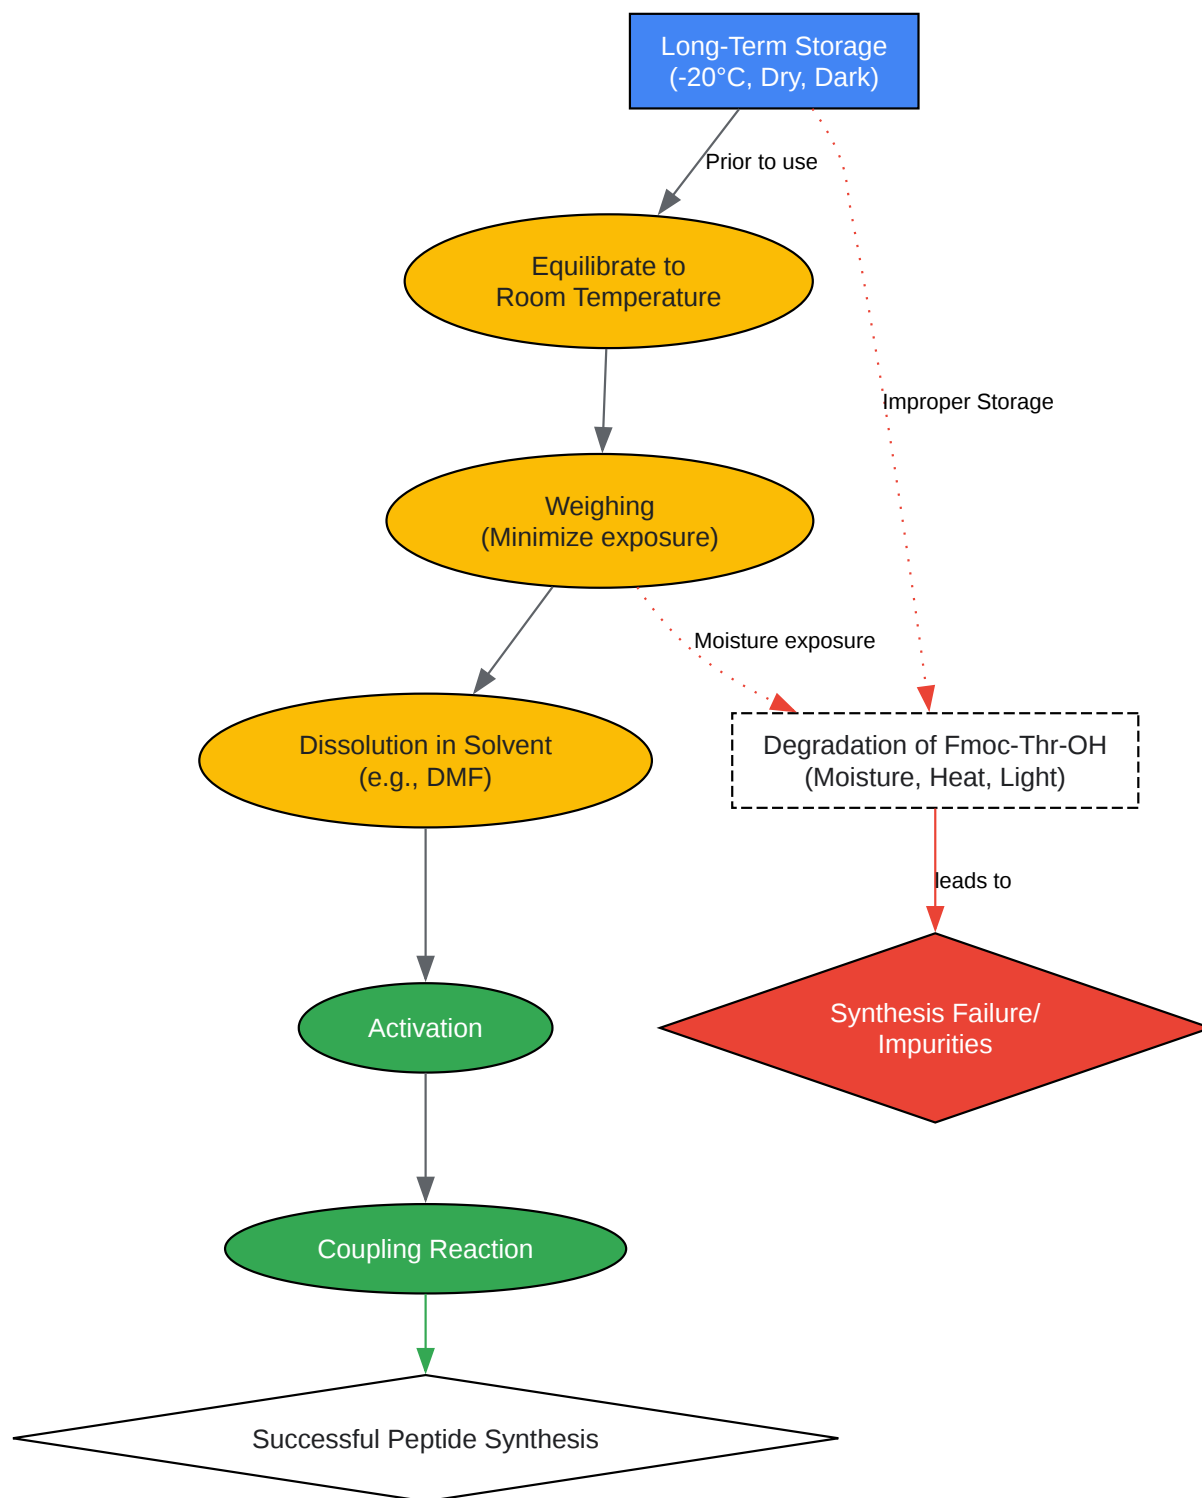 Long-Term Storage
(-20°C, Dry, Dark)
Prior to use
Equilibrate to
Room Temperature
Improper Storage
Weighing
(Minimize exposure)
Moisture exposure
Dissolution in Solvent
(e.g., DMF)
Degradation of Fmoc-Thr-OH
(Moisture, Heat, Light)
leads to
Synthesis Failure/
Impurities
Activation
Coupling Reaction
Successful Peptide Synthesis